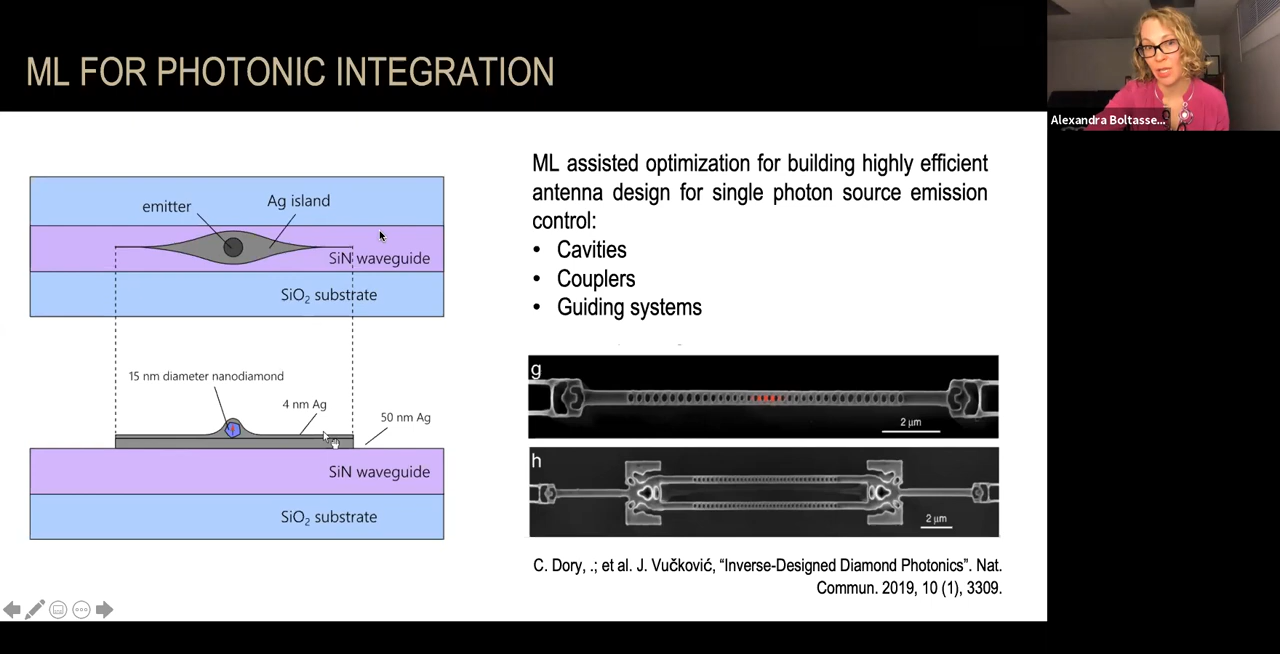 ML FOR PHOTONIC INTEGRATION
Alexandra Boltasse...
emitter
Ag island
SiN waveguide
SiO₂ substrate
15 nm diameter nanodiamond
4 nm Ag
50 nm Ag
SiN waveguide
SiO₂ substrate
ML assisted optimization for building highly efficient
antenna design for single photon source emission
control:
• Cavities
• Couplers
• Guiding systems
g
2 μm
h
2 μm
C. Dory, .; et al. J. Vučković, “Inverse-Designed Diamond Photonics”. Nat.
Commun. 2019, 10 (1), 3309.